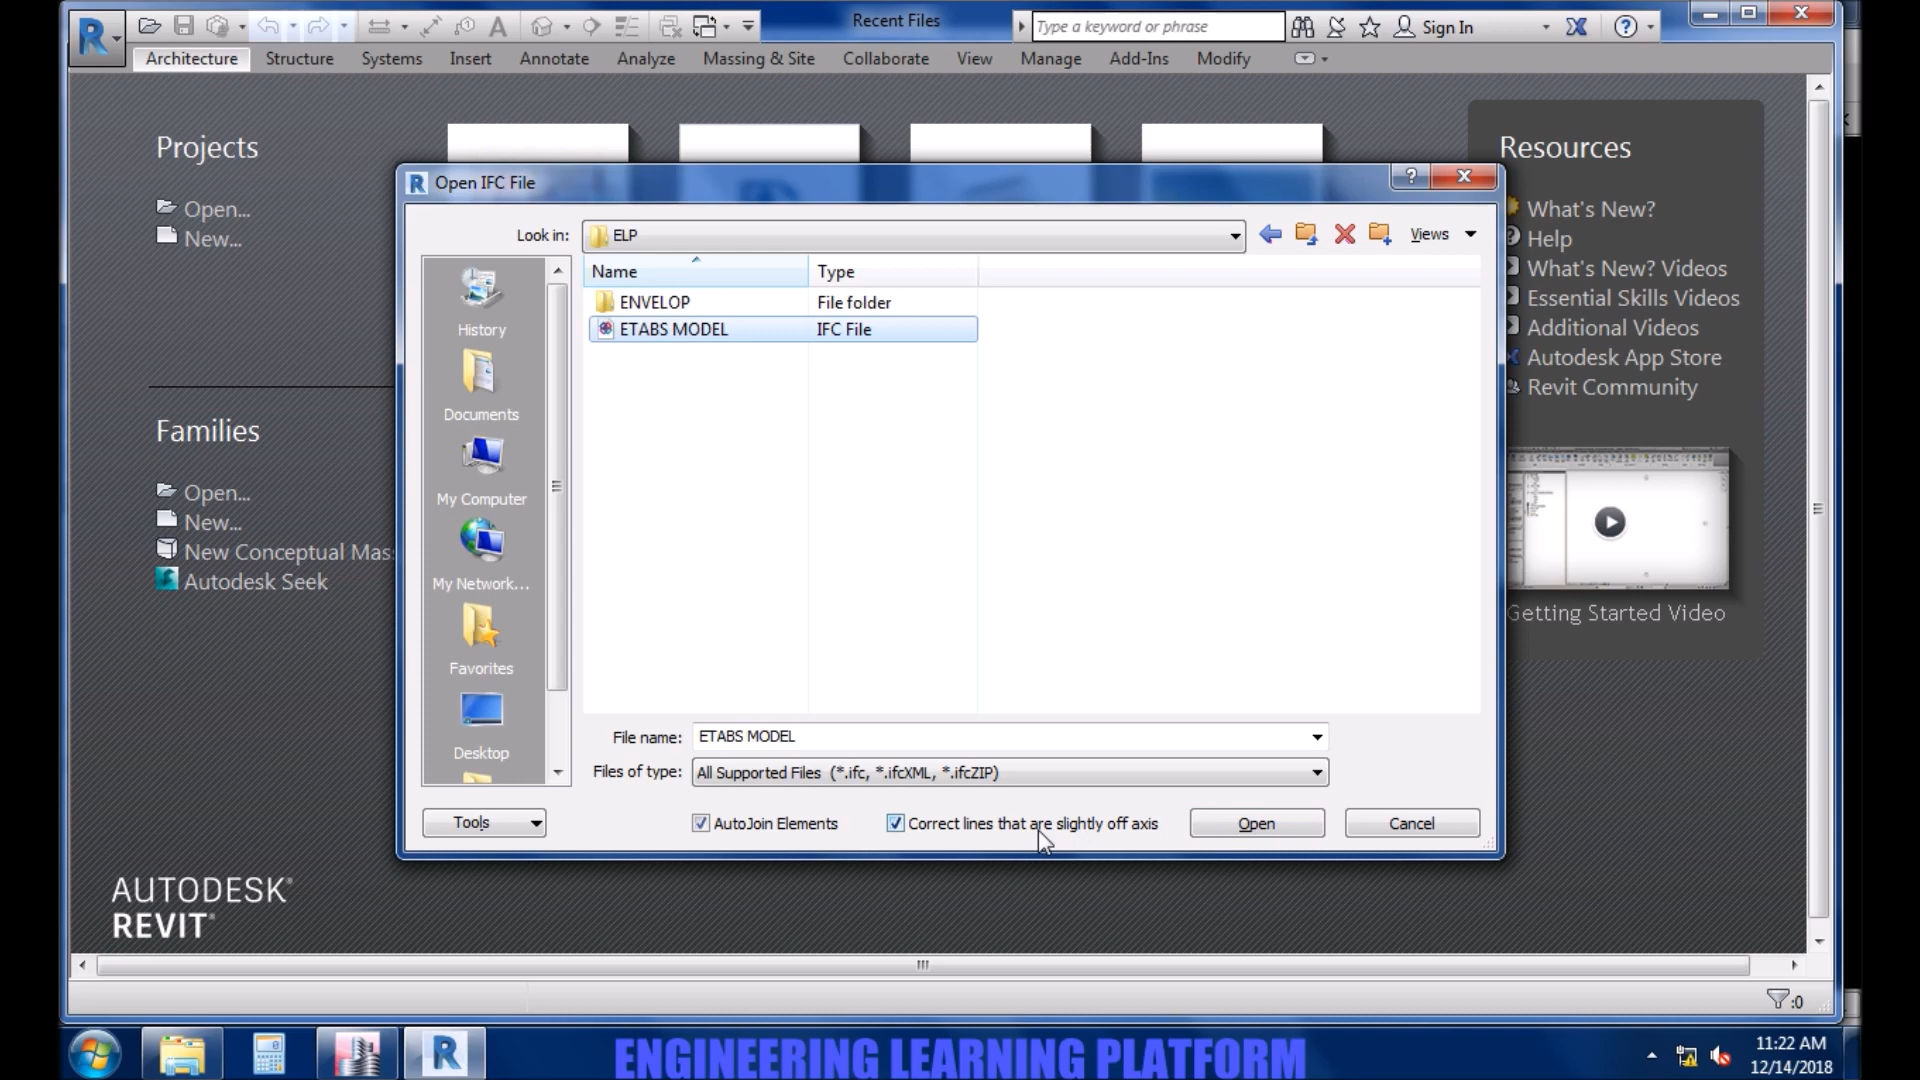 Recent Files
Type a keyword or phrase
Sign In
Architecture Structure Systems Insert Annotate Analyze Massing & Site Collaborate View Manage Add-Ins Modify
Projects
Open...
New...
Families
Open...
New...
New Conceptual Mas
Autodesk Seek
AUTODESK®
REVIT®
Open IFC File
Look in: ELP Views
Name Type
ENVELOP File folder
ETABS MODEL IFC File
History
Documents
My Computer
My Network...
Favorites
Desktop
File name: ETABS MODEL
Files of type: All Supported Files (*.ifc, *.ifcXML, *.ifcZIP)
Tools AutoJoin Elements Correct lines that are slightly off axis Open Cancel
Resources
What's New?
Help
What's New? Videos
Essential Skills Videos
Additional Videos
Autodesk App Store
Revit Community
Getting Started Video
:0
ENGINEERING LEARNING PLATFORM
11:22 AM
12/14/2018